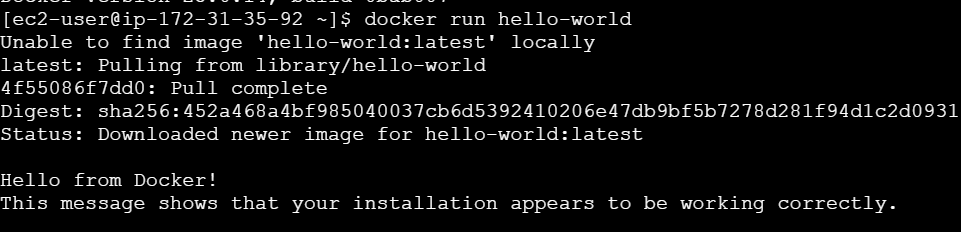 [ec2-user@ip-172-31-35-92 ~]$ docker run hello-world
Unable to find image 'hello-world:latest' locally
latest: Pulling from library/hello-world
4f55086f7dd0: Pull complete
Digest: sha256:452a468a4bf985040037cb6d5392410206e47db9bf5b7278d281f94d1c2d0931
Status: Downloaded newer image for hello-world:latest
Hello from Docker!
This message shows that your installation appears to be working correctly.